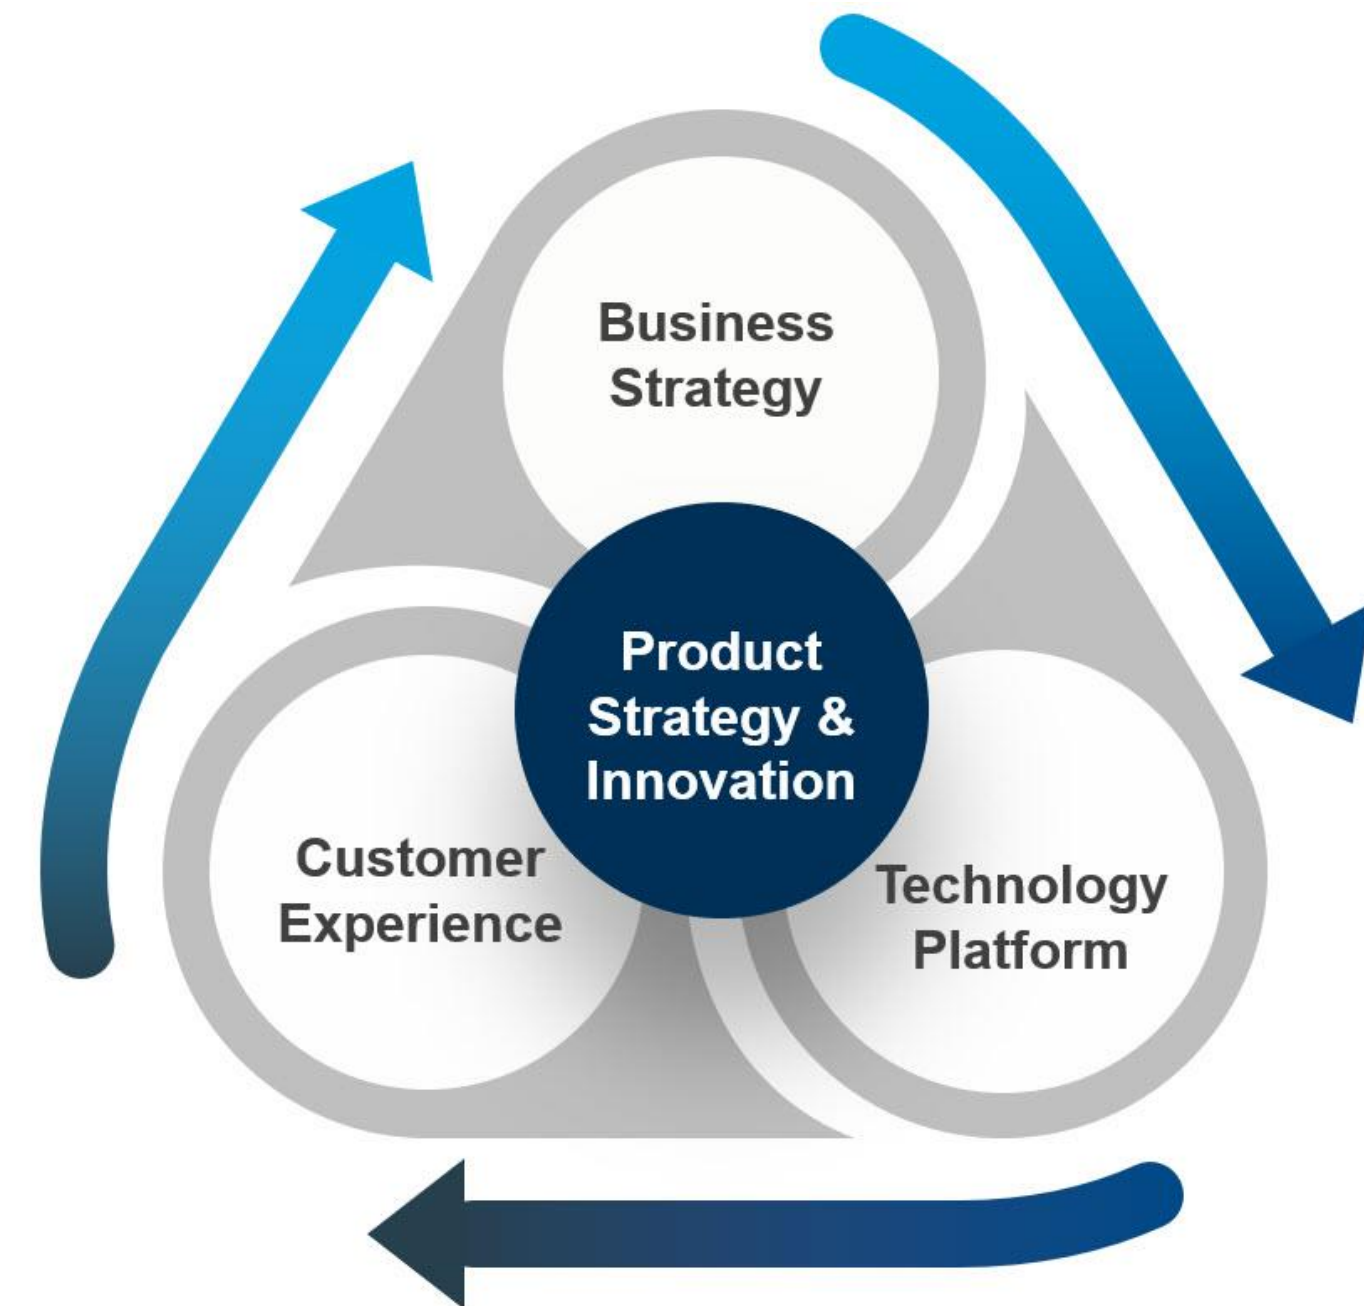 Business
Strategy
Product
Strategy &
Innovation
Customer
Experience
Technology
Platform